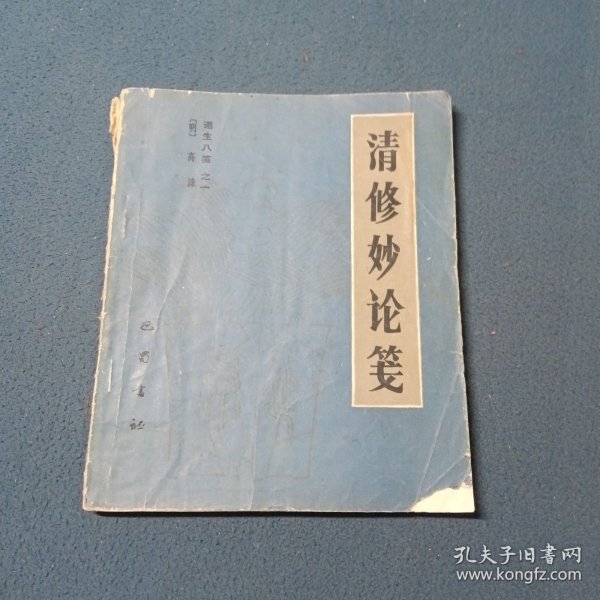 清修妙论笺
遵生八笺之一
〔明〕高濂
巴蜀书社
孔夫子旧书网
www.kongfz.com